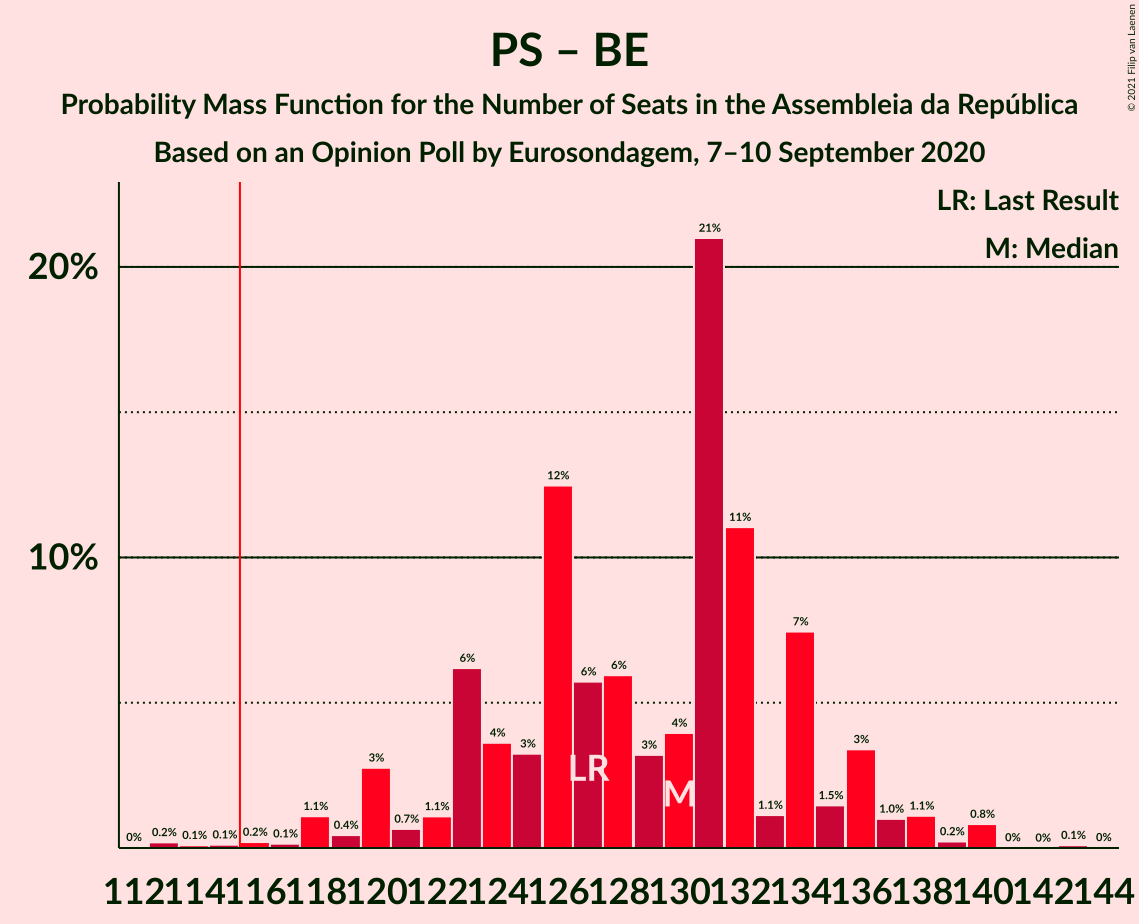 PS – BE
Probability Mass Function for the Number of Seats in the Assembleia da República
Based on an Opinion Poll by Eurosondagem, 7–10 September 2020
© 2021 Filip van Laenen
LR: Last Result
M: Median
20%
10%
0% 0.2% 0.1% 0.1% 0.2% 0.1% 1.1% 0.4% 3% 0.7% 1.1% 6% 4% 3% 12% 6% 6% 3% 4% 21% 11% 1.1% 7% 1.5% 3% 1.0% 1.1% 0.2% 0.8% 0% 0% 0.1% 0%
LR
M
112 114 116 118 120 122 124 126 128 130 132 134 136 138 140 142 144